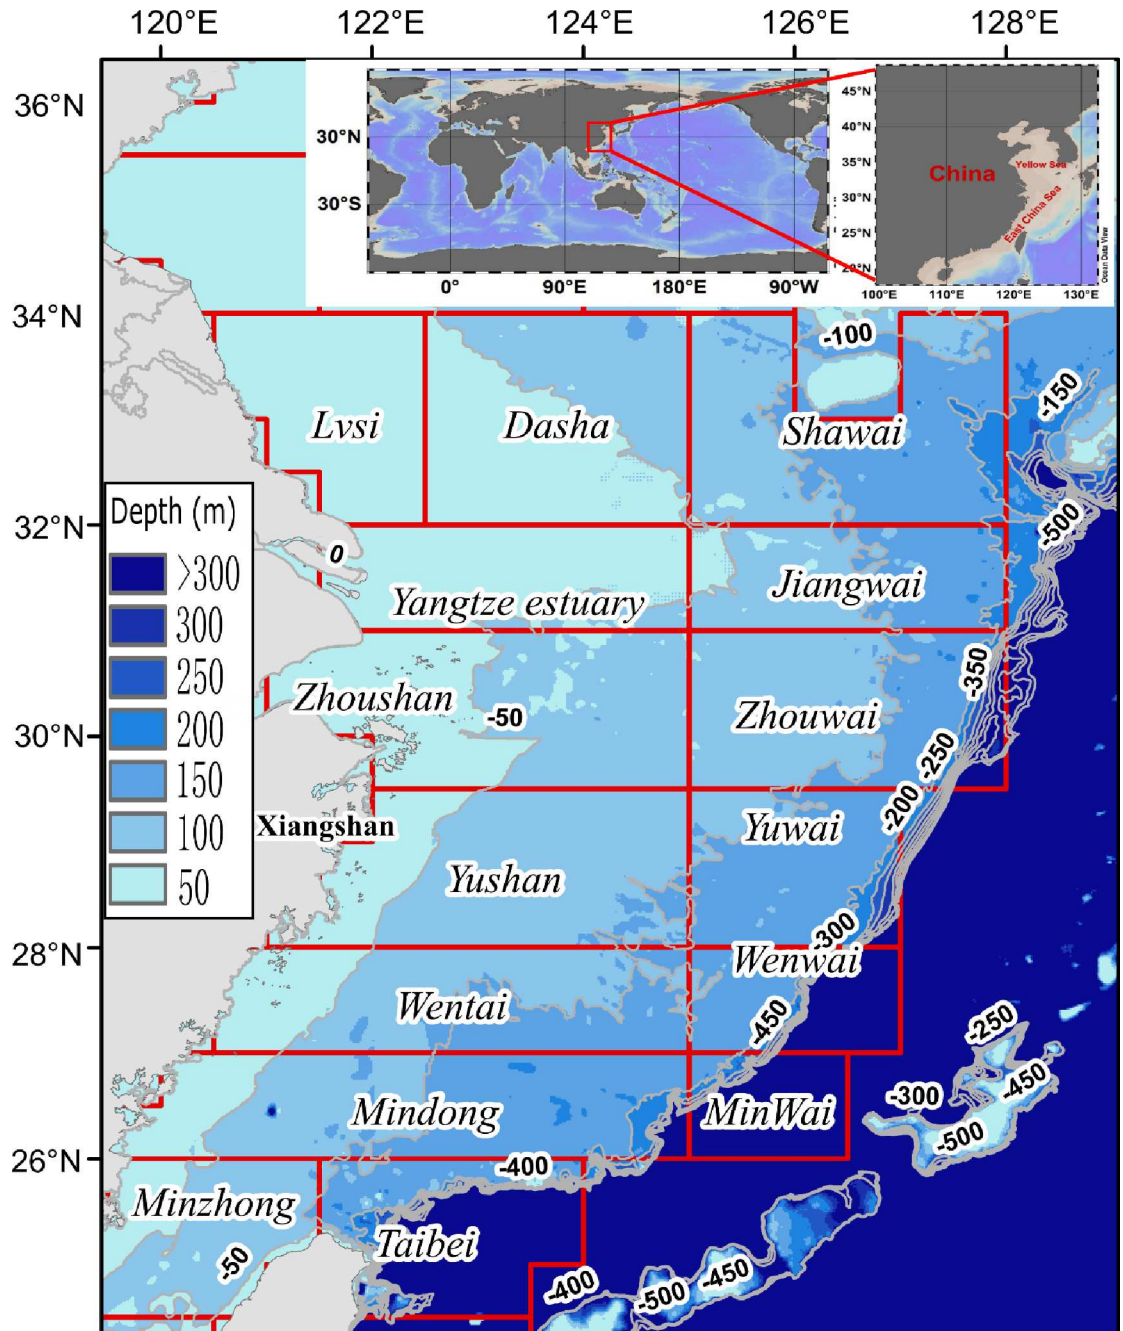 120°E 122°E 124°E 126°E 128°E
36°N
34°N
32°N
30°N
28°N
26°N
30°N
30°S
0° 90°E 180°E 90°W
45°N
40°N
35°N
30°N
25°N
20°N
100°E 110°E 120°E 130°E
China
Yellow Sea
East China Sea
Ocean Data View
-100
-150
Lvsi Dasha Shawai
Depth (m)
>300
300
250
200
150
100
50
0
-500
Yangtze estuary Jiangwai
-350
Zhoushan -50 Zhouwai
-250
-200
Xiangshan Yuwai
Yushan
-300
Wenwai
Wentai
-450
-250
-450
-300
Mindong MinWai
-500
-400
Minzhong
Taibei
-50
-400 -500 -450